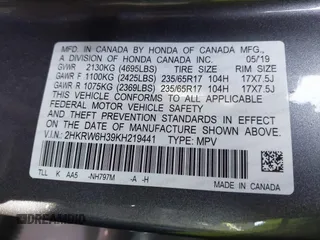 MFD. IN CANADA BY HONDA OF CANADA MFG.,
A DIVISION OF HONDA CANADA INC. 05/19
GVWR 2130KG (4695LBS) TIRE SIZE RIM SIZE
GAWR F 1100KG (2425LBS) 235/65R17 104H 17X7.5J
GAWR R 1075KG (2369LBS) 235/65R17 104H 17X7.5J
THIS VEHICLE CONFORMS TO ALL APPLICABLE
FEDERAL MOTOR VEHICLE SAFETY AND
THEFT PREVENTION STANDARDS IN EFFECT ON
THE DATE OF MANUFACTURE SHOWN ABOVE.
V.I.N.: 2HKRW6H39KH219441 TYPE: MPV
TLL K AA5 -NH797M -A -H
MADE IN CANADA
DREAMBID